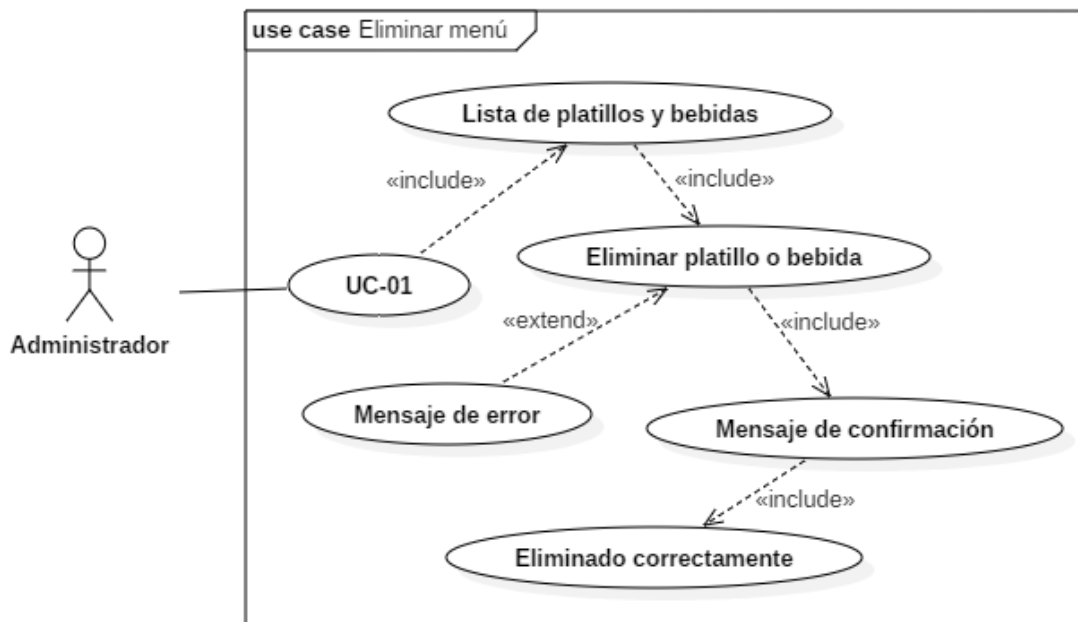 use case Eliminar menú
Lista de platillos y bebidas
«include»
«include»
Eliminar platillo o bebida
UC-01
Administrador
«extend»
«include»
Mensaje de error
Mensaje de confirmación
«include»
Eliminado correctamente